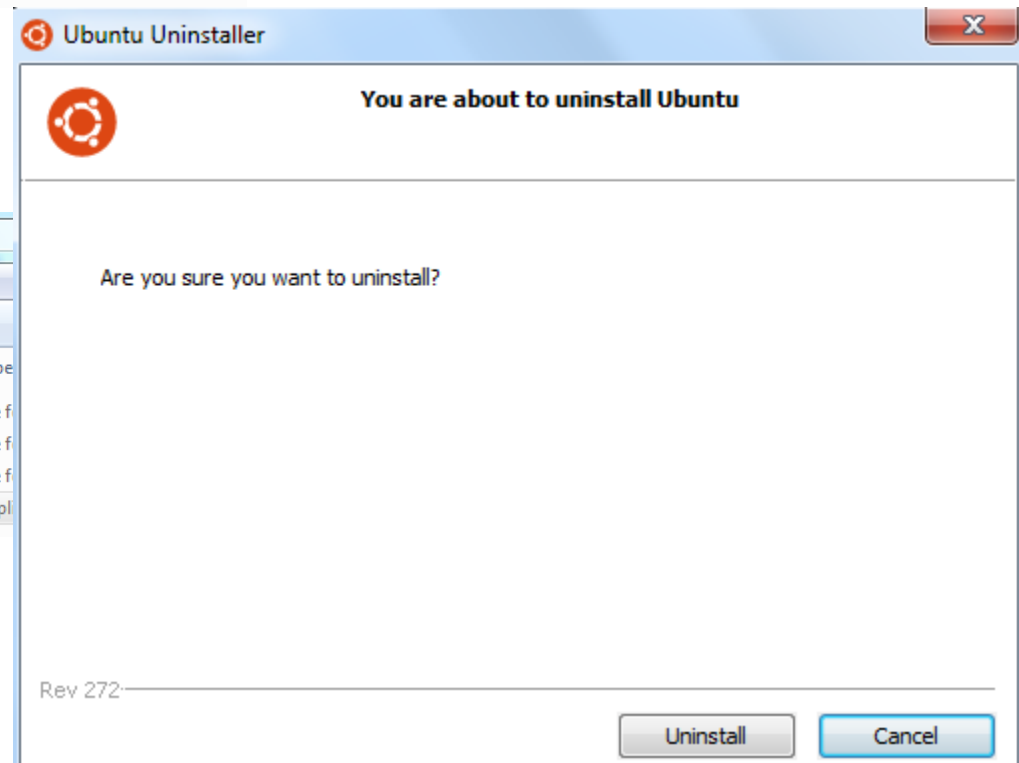 Ubuntu Uninstaller
You are about to uninstall Ubuntu
Are you sure you want to uninstall?
Rev 272
Uninstall Cancel